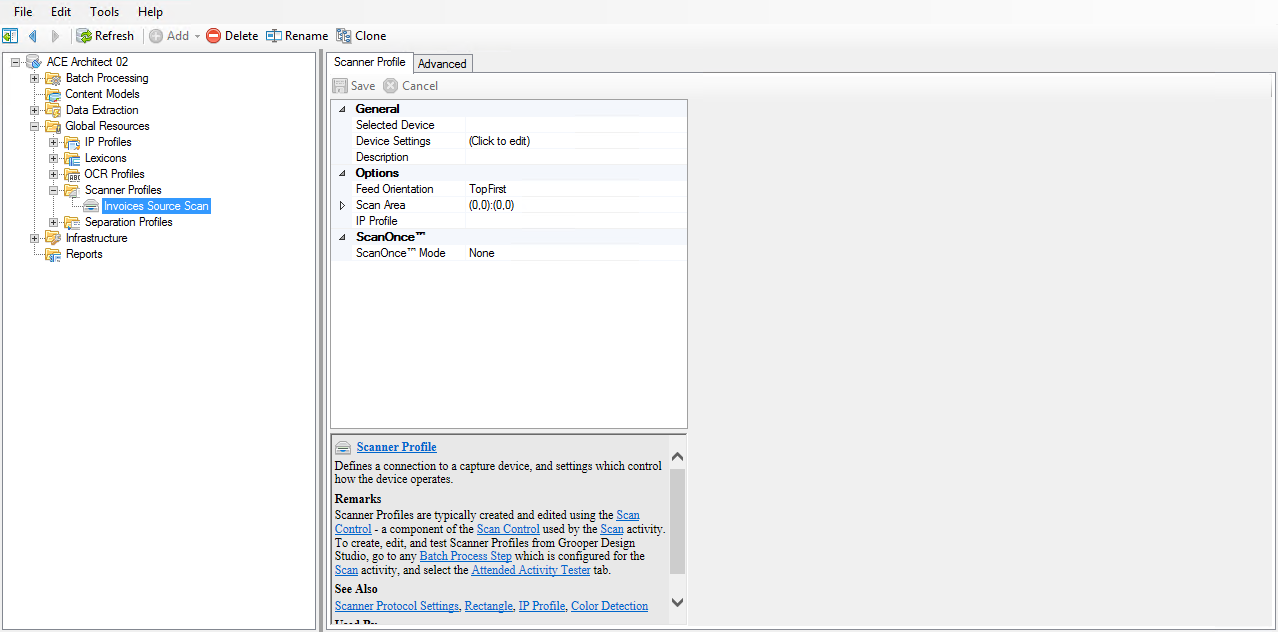 File Edit Tools Help
Refresh Add Delete Rename Clone
ACE Architect 02
Batch Processing
Content Models
Data Extraction
Global Resources
IP Profiles
Lexicons
OCR Profiles
Scanner Profiles
Invoices Source Scan
Separation Profiles
Infrastructure
Reports
Scanner Profile Advanced
Save Cancel
General
Selected Device
Device Settings (Click to edit)
Description
Options
Feed Orientation TopFirst
Scan Area (0,0):(0,0)
IP Profile
ScanOnce™
ScanOnce™ Mode None
Scanner Profile
Defines a connection to a capture device, and settings which control
how the device operates.
Remarks
Scanner Profiles are typically created and edited using the Scan
Control - a component of the Scan Control used by the Scan activity.
To create, edit, and test Scanner Profiles from Grooper Design
Studio, go to any Batch Process Step which is configured for the
Scan activity, and select the Attended Activity Tester tab.
See Also
Scanner Protocol Settings, Rectangle, IP Profile, Color Detection
Used By